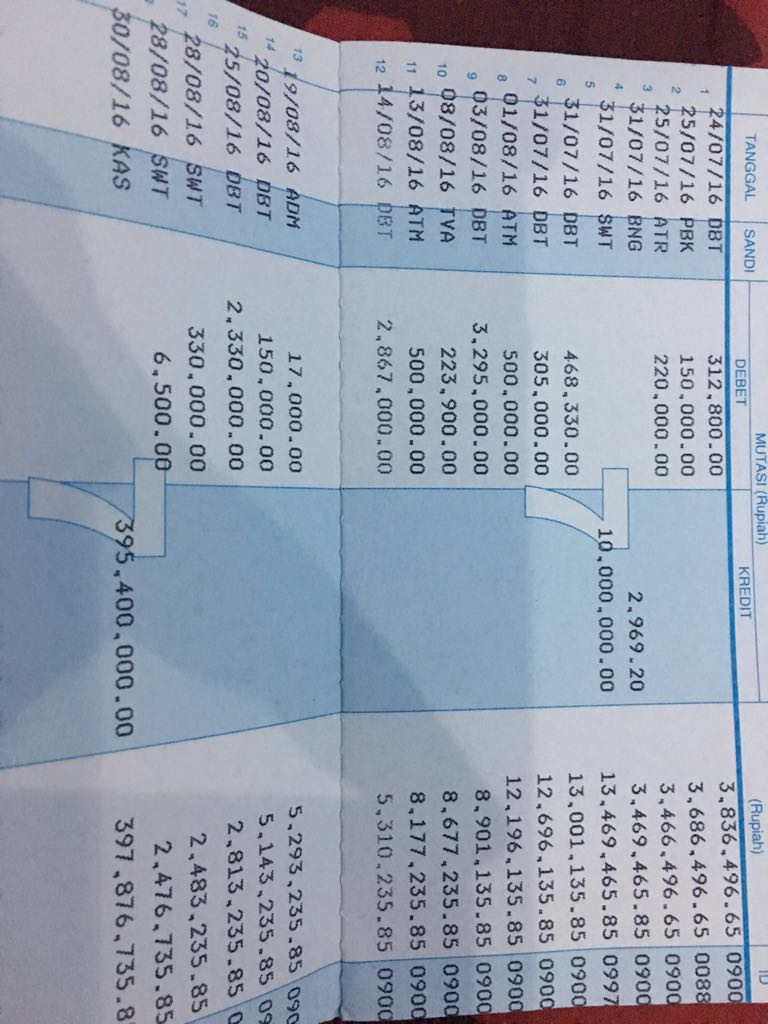 MUTASI (Rupiah) (Rupiah) ID
TANGGAL SANDI DEBET KREDIT
1 24/07/16 DBT 312,800.00 3,836,496.65 0900
2 25/07/16 PBK 150,000.00 3,686,496.65 0088
3 25/07/16 ATR 220,000.00 3,466,496.65 0900
4 31/07/16 BNG 2,969.20 3,469,465.85 0900
5 31/07/16 SWT 10,000,000.00 13,469,465.85 0997
6 31/07/16 DBT 468,330.00 13,001,135.85 0900
7 31/07/16 DBT 305,000.00 12,696,135.85 0900
8 01/08/16 ATM 500,000.00 12,196,135.85 0900
9 03/08/16 DBT 3,295,000.00 8,901,135.85 0900
10 08/08/16 TVA 223,900.00 8,677,235.85 0900
11 13/08/16 ATM 500,000.00 8,177,235.85 0900
12 14/08/16 DBT 2,867,000.00 5,310,235.85 0900
13 19/08/16 ADM 17,000.00 5,293,235.85 090
14 20/08/16 DBT 150,000.00 5,143,235.85 09
15 25/08/16 DBT 2,330,000.00 2,813,235.85 0
16 28/08/16 SWT 330,000.00 2,483,235.85
17 28/08/16 SWT 6,500.00 2,476,735.85
30/08/16 KAS 395,400,000.00 397,876,735.8